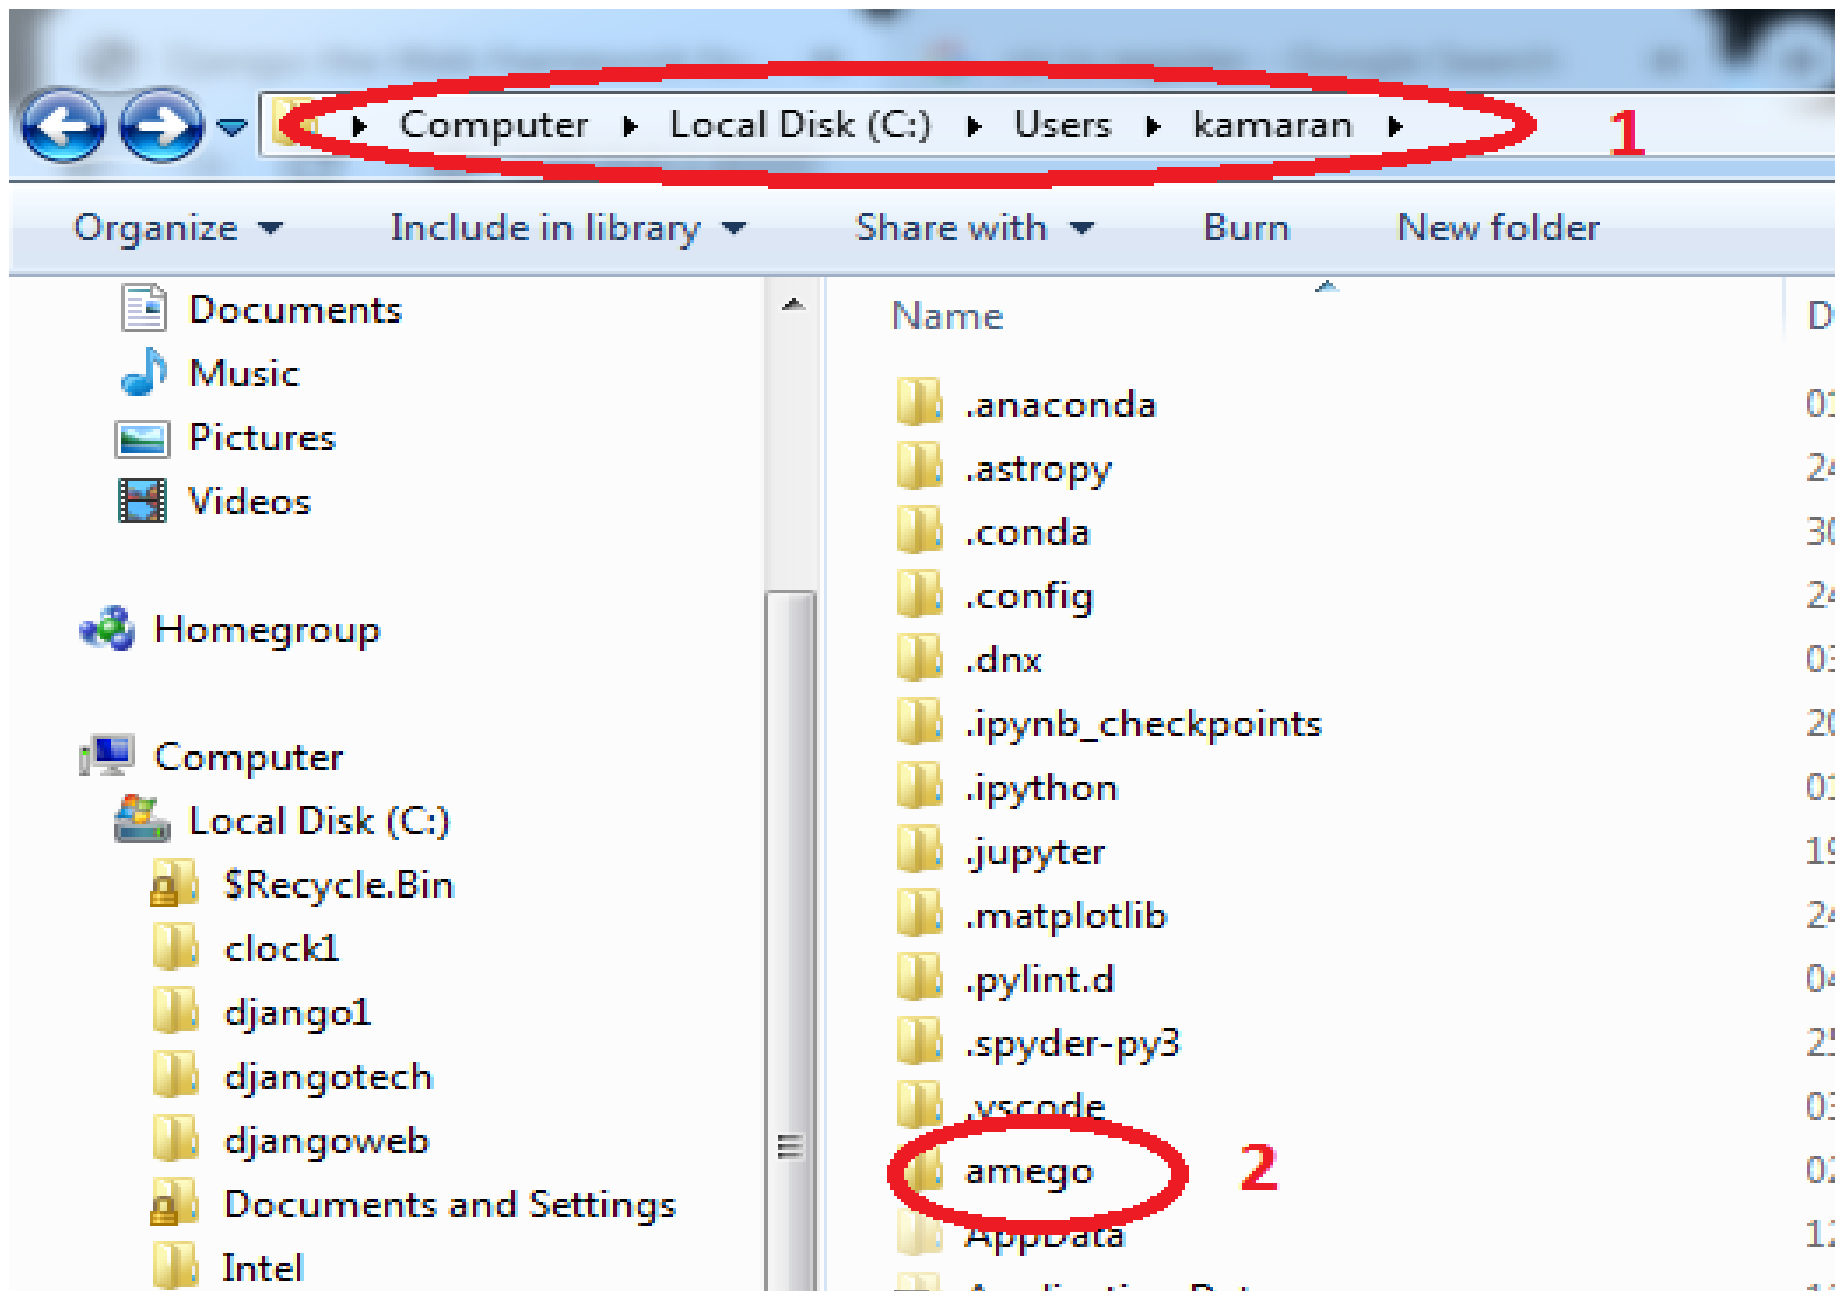 Computer Local Disk (C:) Users kamaran
1
Organize Include in library Share with Burn New folder
Documents
Music
Pictures
Videos
Homegroup
Computer
Local Disk (C:)
$Recycle.Bin
clock1
django1
djangotech
djangoweb
Documents and Settings
Intel
Name
.anaconda
.astropy
.conda
.config
.dnx
.ipynb_checkpoints
.ipython
.jupyter
.matplotlib
.pylint.d
.spyder-py3
.vscode
amego
2
AppData